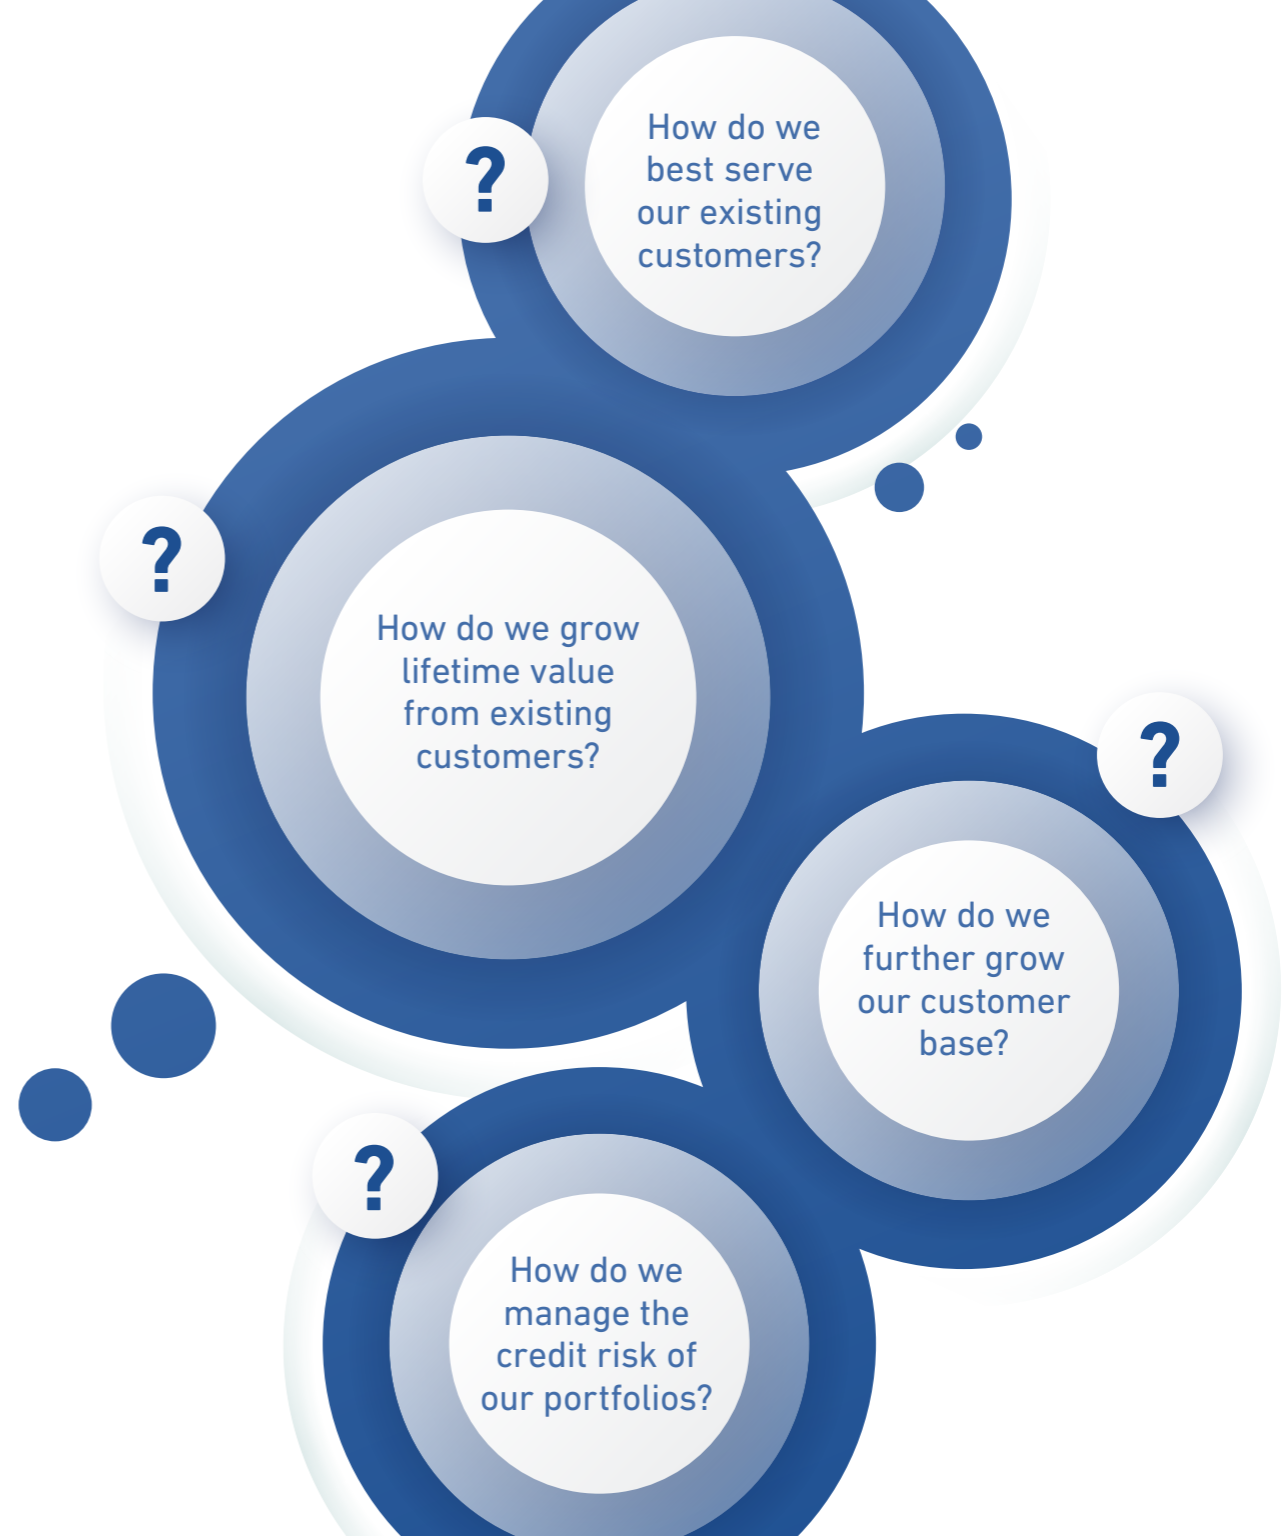 ?
How do we
best serve
our existing
customers?
?
How do we grow
lifetime value
from existing
customers?
?
How do we
further grow
our customer
base?
?
How do we
manage the
credit risk of
our portfolios?